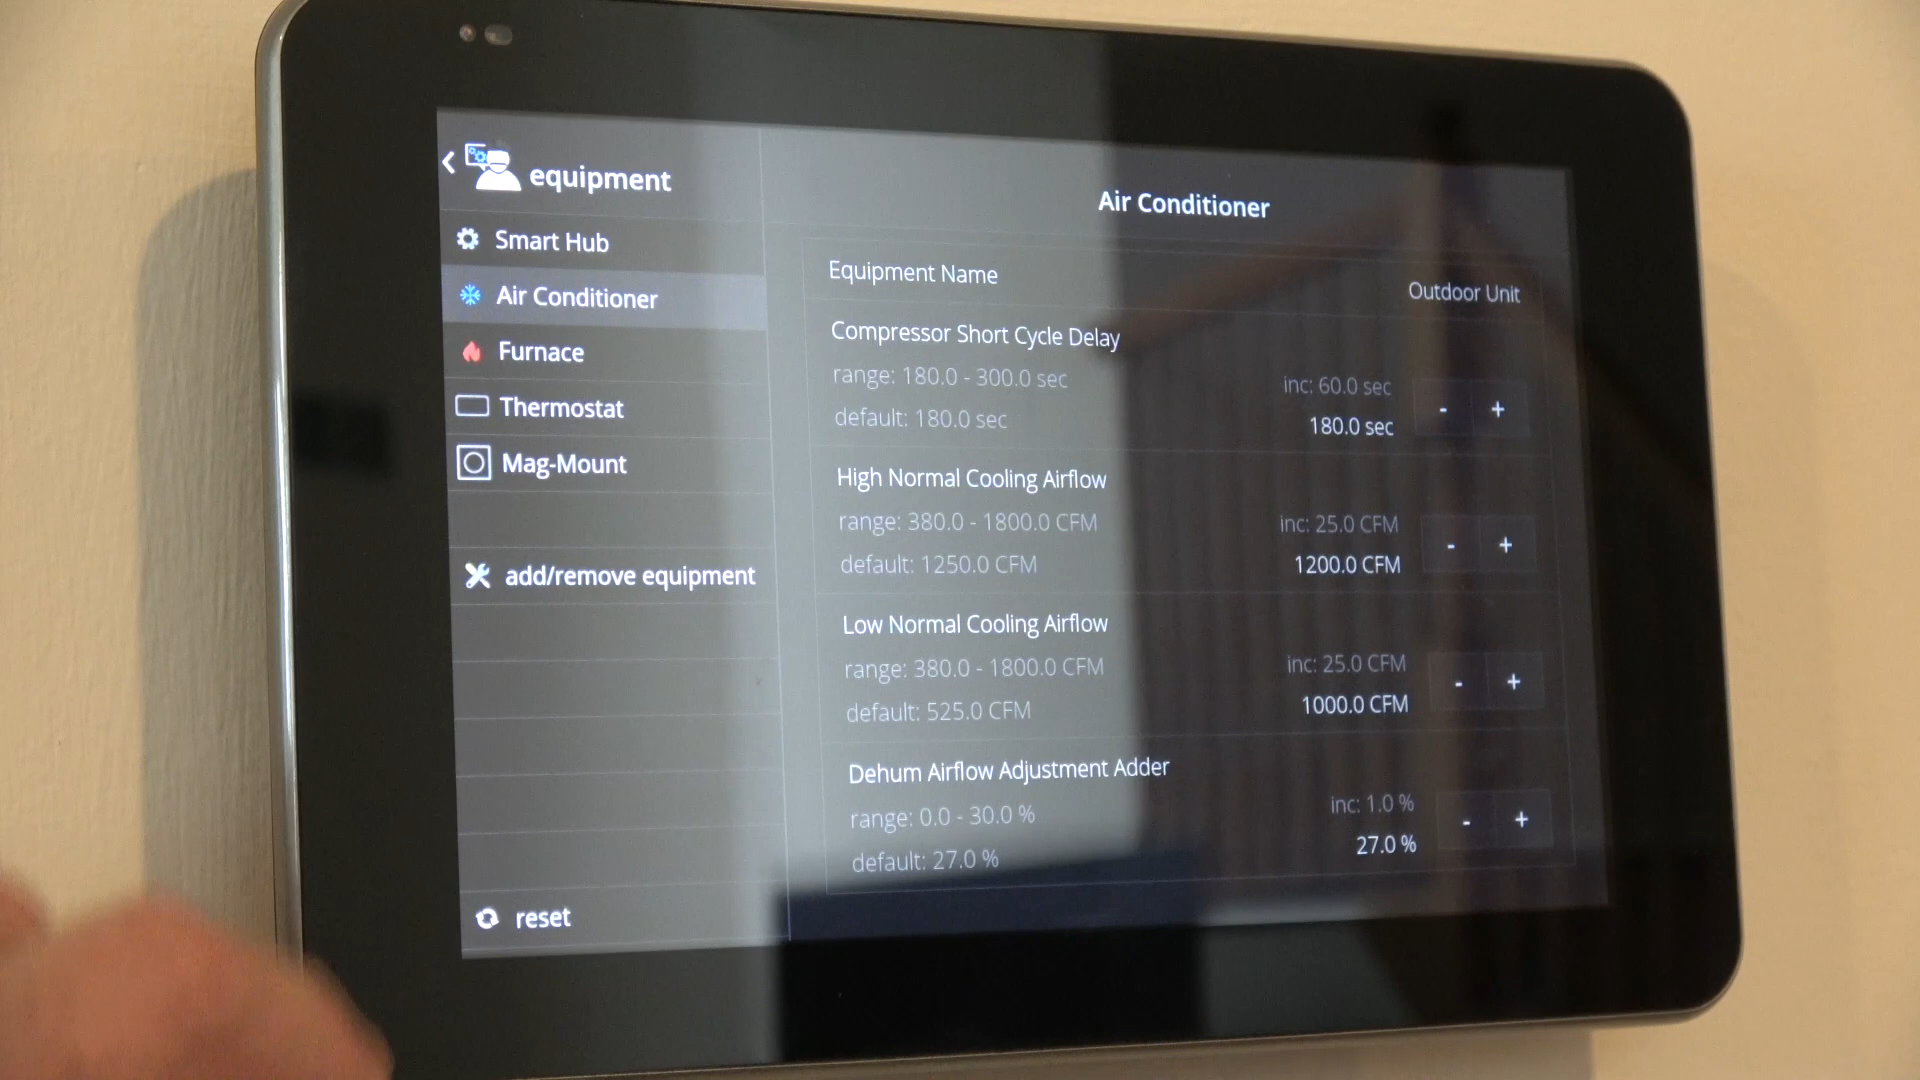 equipment
Smart Hub
Air Conditioner
Furnace
Thermostat
Mag-Mount
add/remove equipment
reset
Air Conditioner
Equipment Name
Outdoor Unit
Compressor Short Cycle Delay
range: 180.0 - 300.0 sec
inc: 60.0 sec
default: 180.0 sec
180.0 sec
- +
High Normal Cooling Airflow
range: 380.0 - 1800.0 CFM
inc: 25.0 CFM
default: 1250.0 CFM
1200.0 CFM
- +
Low Normal Cooling Airflow
range: 380.0 - 1800.0 CFM
inc: 25.0 CFM
default: 525.0 CFM
1000.0 CFM
- +
Dehum Airflow Adjustment Adder
range: 0.0 - 30.0 %
inc: 1.0 %
default: 27.0 %
27.0 %
- +